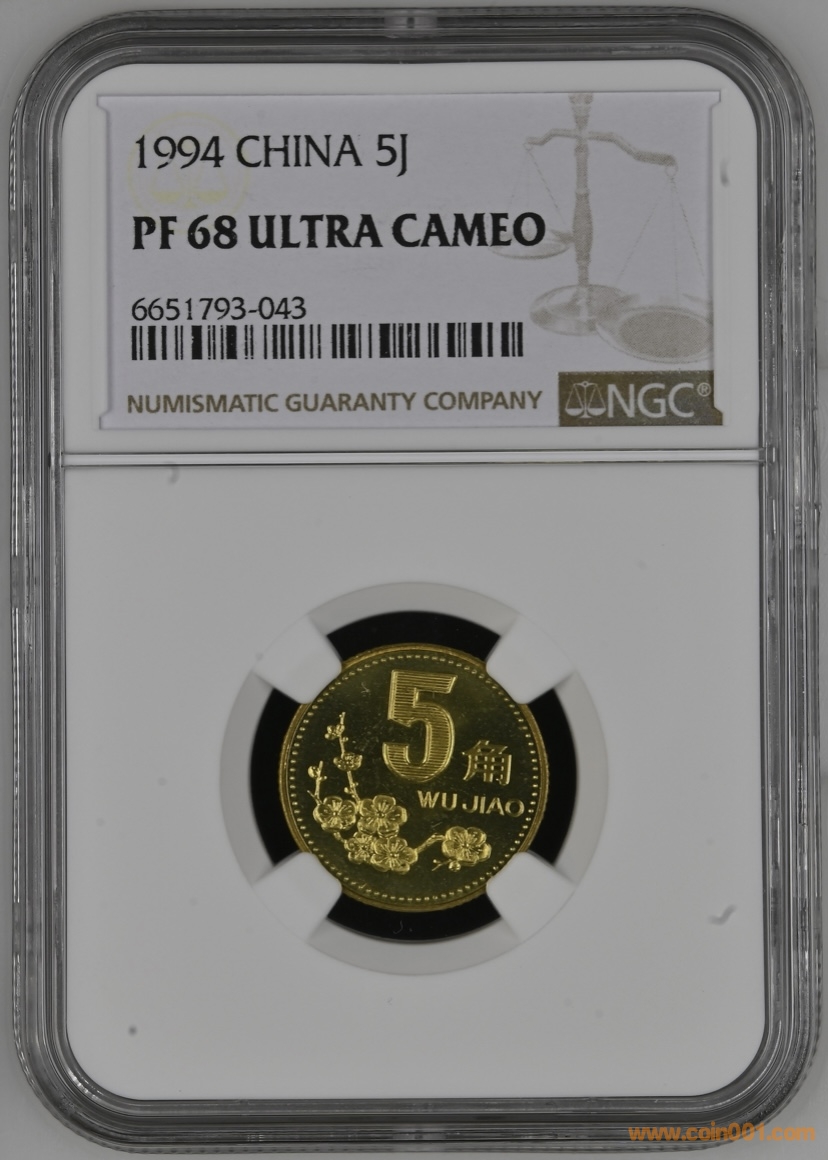 1994 CHINA 5J
PF 68 ULTRA CAMEO
6651793-043
NUMISMATIC GUARANTY COMPANY
NGC®
5角
WU JIAO
www.coin001.com